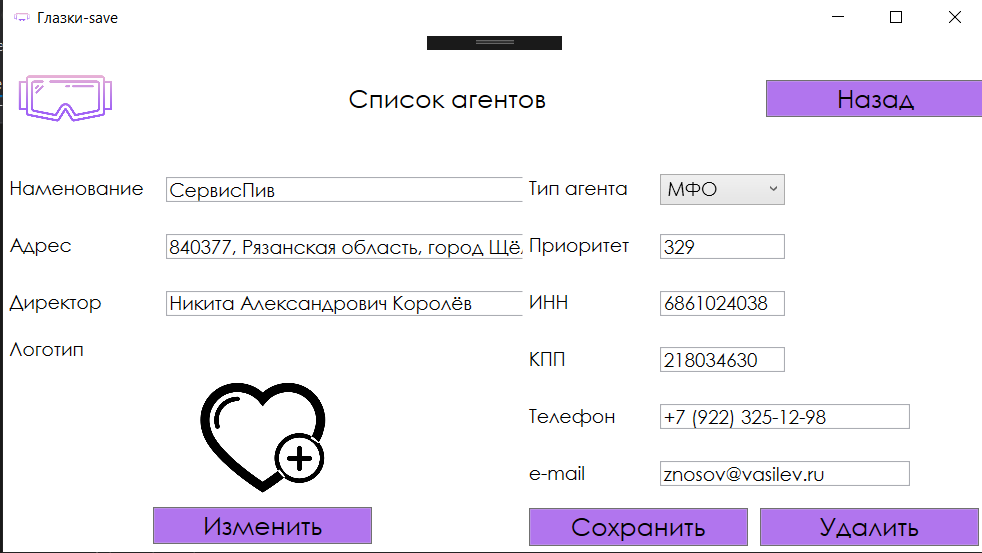 Глазки-save
Список агентов
Назад
Наменование
СервисПив
Адрес
840377, Рязанская область, город Щё
Директор
Никита Александрович Королёв
Логотип
Изменить
Тип агента
МФО
Приоритет
329
ИНН
6861024038
КПП
218034630
Телефон
+7 (922) 325-12-98
e-mail
znosov@vasilev.ru
Сохранить
Удалить